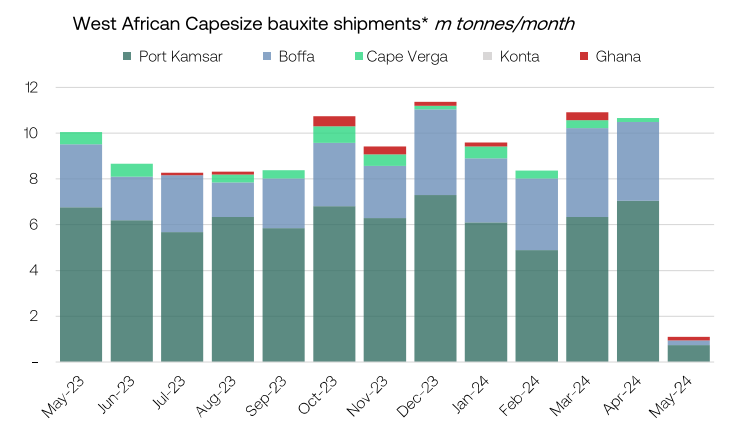 West African Capesize bauxite shipments* m tonnes/month
Port Kamsar Boffa Cape Verga Konta Ghana
12
10
8
6
4
2
-
May-23 Jun-23 Jul-23 Aug-23 Sep-23 Oct-23 Nov-23 Dec-23 Jan-24 Feb-24 Mar-24 Apr-24 May-24